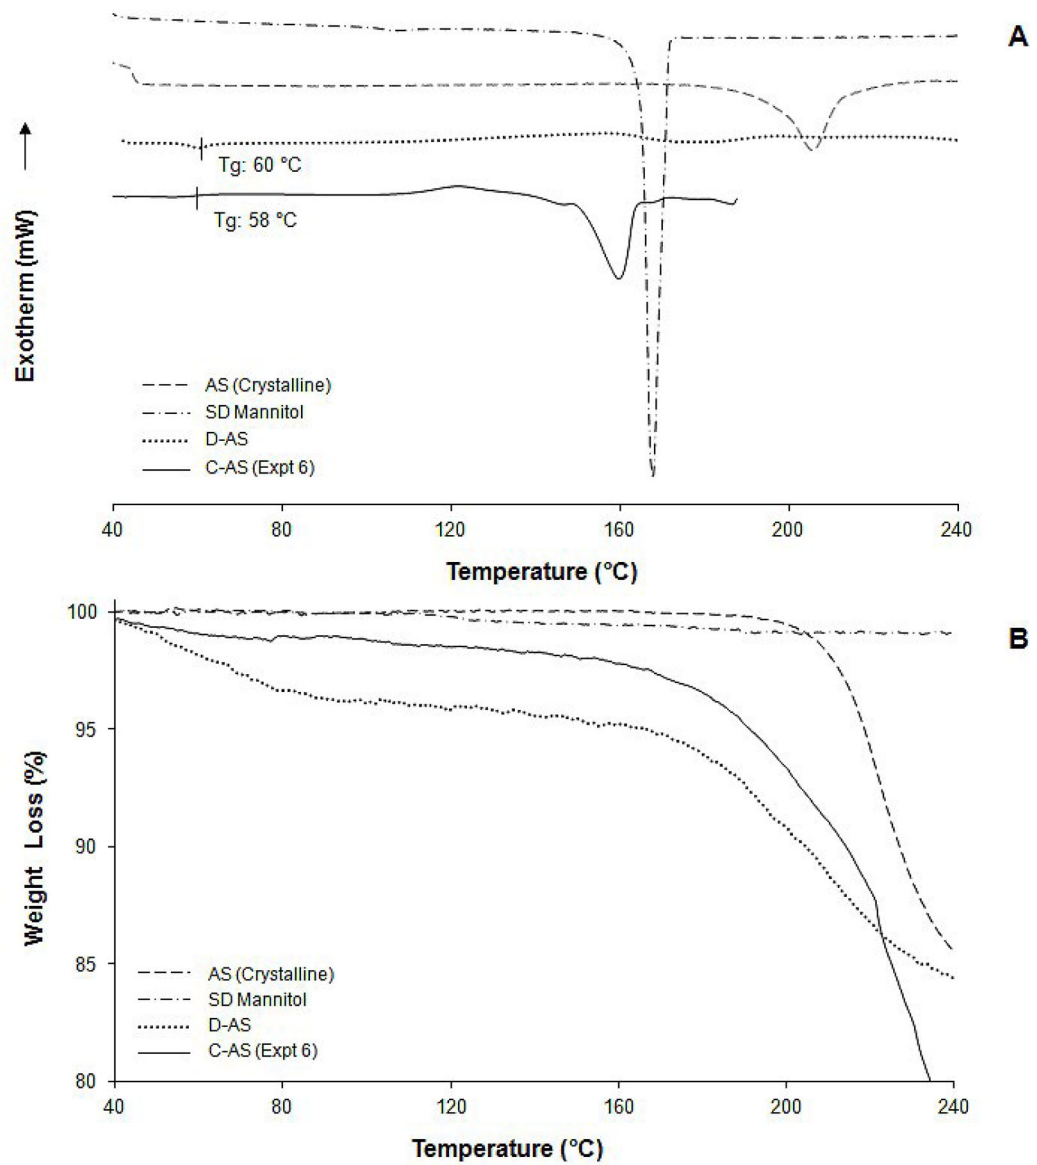 A
Exotherm (mW)
Tg: 60 °C
Tg: 58 °C
AS (Crystalline)
SD Mannitol
D-AS
C-AS (Expt 6)
40 80 120 160 200 240
Temperature (°C)
B
Weight Loss (%)
100
95
90
85
80
AS (Crystalline)
SD Mannitol
D-AS
C-AS (Expt 6)
40 80 120 160 200 240
Temperature (°C)